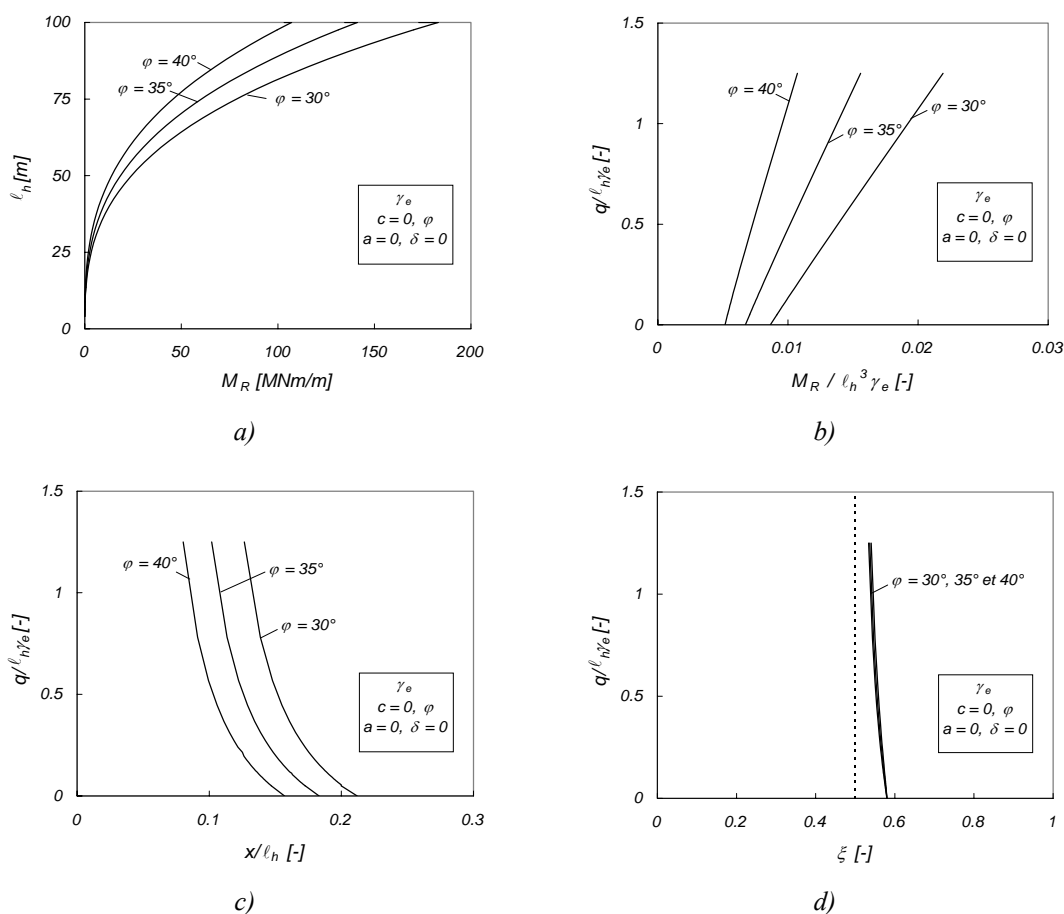 100
75
50
25
0
ℓh [m]
φ = 40°
φ = 35°
φ = 30°
γe
c = 0, φ
a = 0, δ = 0
0 50 100 150 200
MR [MNm/m]
a)
1.5
1
0.5
0
q/ℓhγe [-]
φ = 40°
φ = 35°
φ = 30°
γe
c = 0, φ
a = 0, δ = 0
0 0.01 0.02 0.03
MR / ℓh³ γe [-]
b)
1.5
1
0.5
0
q/ℓhγe [-]
φ = 40°
φ = 35°
φ = 30°
γe
c = 0, φ
a = 0, δ = 0
0 0.1 0.2 0.3
x/ℓh [-]
c)
1.5
1
0.5
0
q/ℓhγe [-]
φ = 30°, 35° et 40°
γe
c = 0, φ
a = 0, δ = 0
0 0.2 0.4 0.6 0.8 1
ξ [-]
d)